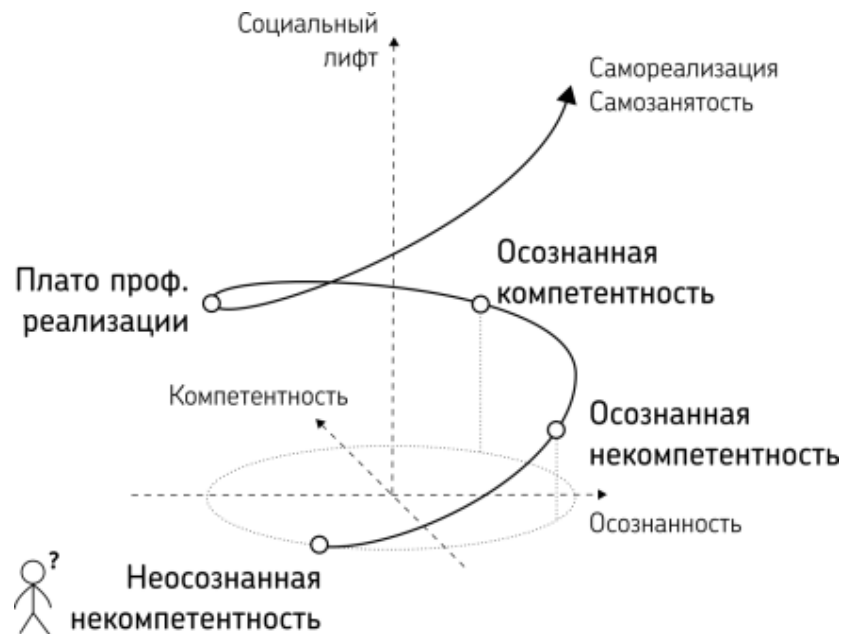 Социальный
лифт
Самореализация
Самозанятость
Осознанная
компетентность
Плато проф.
реализации
Компетентность
Осознанная
некомпетентность
Осознанность
?
Неосознанная
некомпетентность